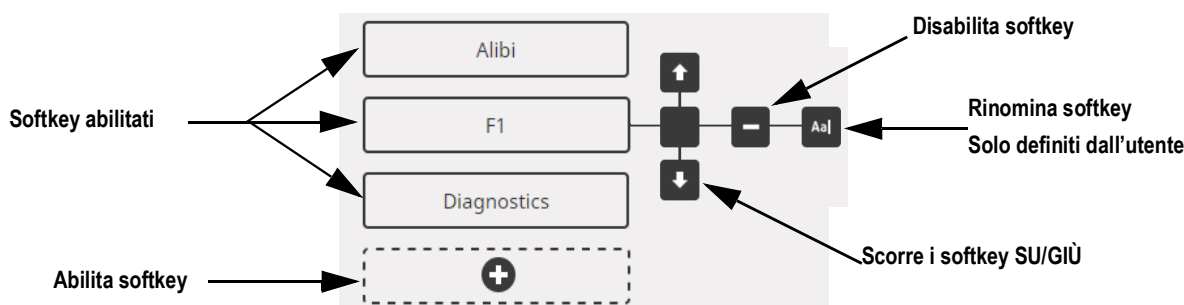 Disabilita softkey
Alibi
Softkey abilitati
F1
Aa
Rinomina softkey
Solo definiti dall'utente
Diagnostics
Scorre i softkey SU/GIÙ
Abilita softkey